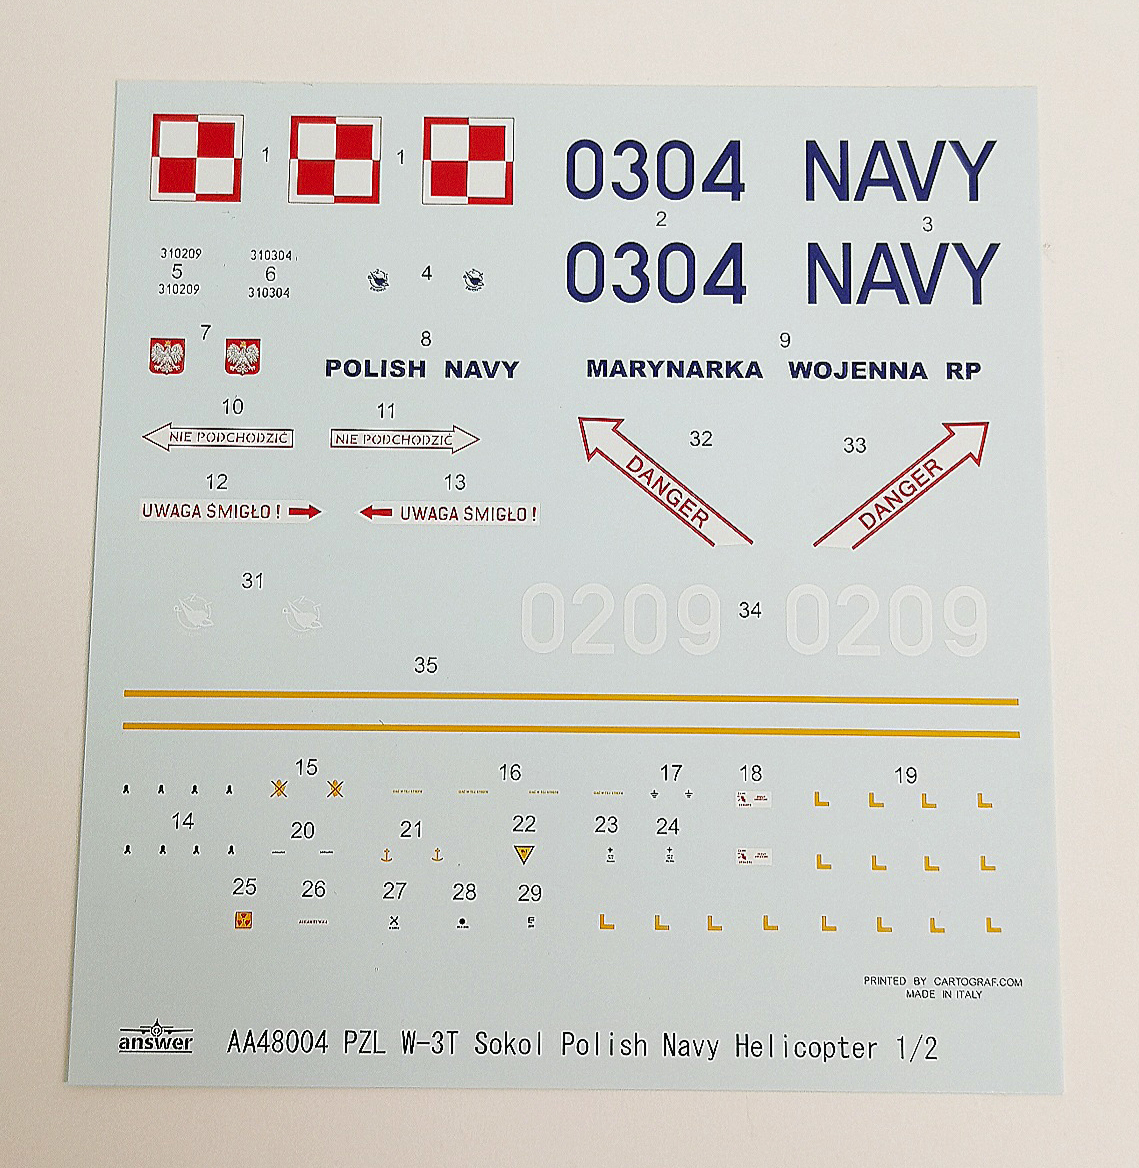 1 1
0304 NAVY
2 3
310209 310304
5 6 4
310209 310304
0304 NAVY
7 8 9
POLISH NAVY MARYNARKA WOJENNA RP
10 11
NIE PODCHODZIĆ NIE PODCHODZIĆ
32 33
DANGER DANGER
12 13
UWAGA ŚMIGŁO! UWAGA ŚMIGŁO!
31
0209 34 0209
35
15 16 17 18 19
14 20 21 22 23 24
25 26 27 28 29
PRINTED BY CARTOGRAF.COM
MADE IN ITALY
answer AA48004 PZL W-3T Sokol Polish Navy Helicopter 1/2